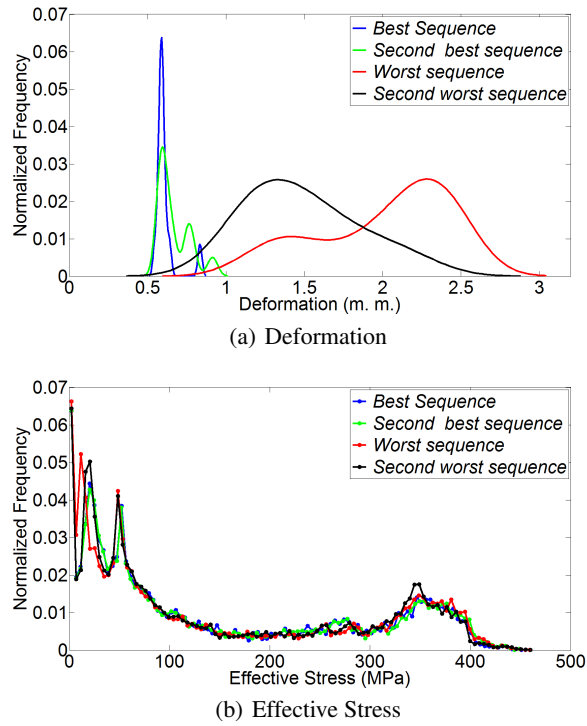 0.07
0.06
0.05
0.04
0.03
0.02
0.01
0
Normalized Frequency
Best Sequence
Second best sequence
Worst sequence
Second worst sequence
0 0.5 1 1.5 2 2.5 3
Deformation (m. m.)
(a) Deformation
0.07
0.06
0.05
0.04
0.03
0.02
0.01
0
Normalized Frequency
Best Sequence
Second best sequence
Worst sequence
Second worst sequence
0 100 200 300 400 500
Effective Stress (MPa)
(b) Effective Stress